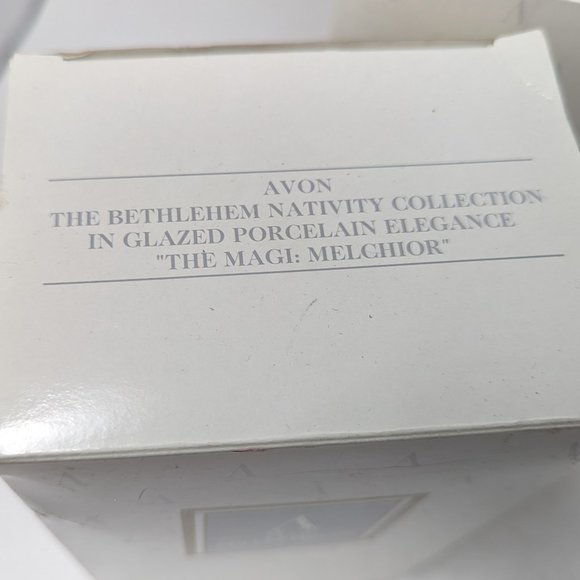 AVON
THE BETHLEHEM NATIVITY COLLECTION
IN GLAZED PORCELAIN ELEGANCE
"THE MAGI: MELCHIOR"